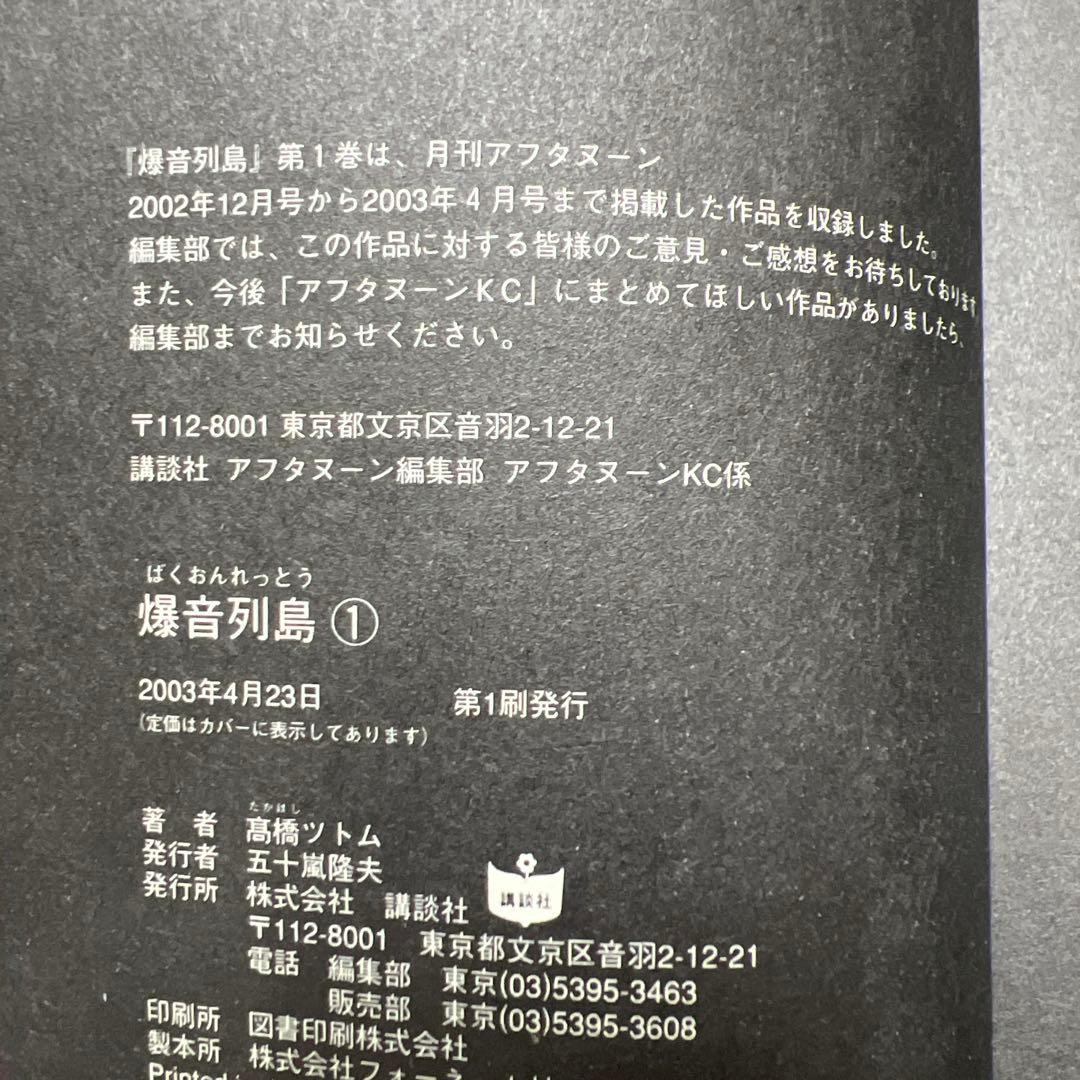 『爆音列島』第1巻は、月刊アフタヌーン
2002年12月号から2003年4月号まで掲載した作品を収録しました。
編集部では、この作品に対する皆様のご意見・ご感想をお待ちしております。
また、今後「アフタヌーンKC」にまとめてほしい作品がありましたら、
編集部までお知らせください。
〒112-8001 東京都文京区音羽2-12-21
講談社 アフタヌーン編集部 アフタヌーンKC係
ばくおんれっとう
爆音列島 ①
2003年4月23日 第1刷発行
(定価はカバーに表示してあります)
たかはし
著 者 髙橋ツトム
発行者 五十嵐隆夫
発行所 株式会社 講談社
講談社
〒112-8001 東京都文京区音羽2-12-21
電話 編集部 東京(03)5395-3463
販売部 東京(03)5395-3608
印刷所 図書印刷株式会社
製本所 株式会社フォーネ
Printed